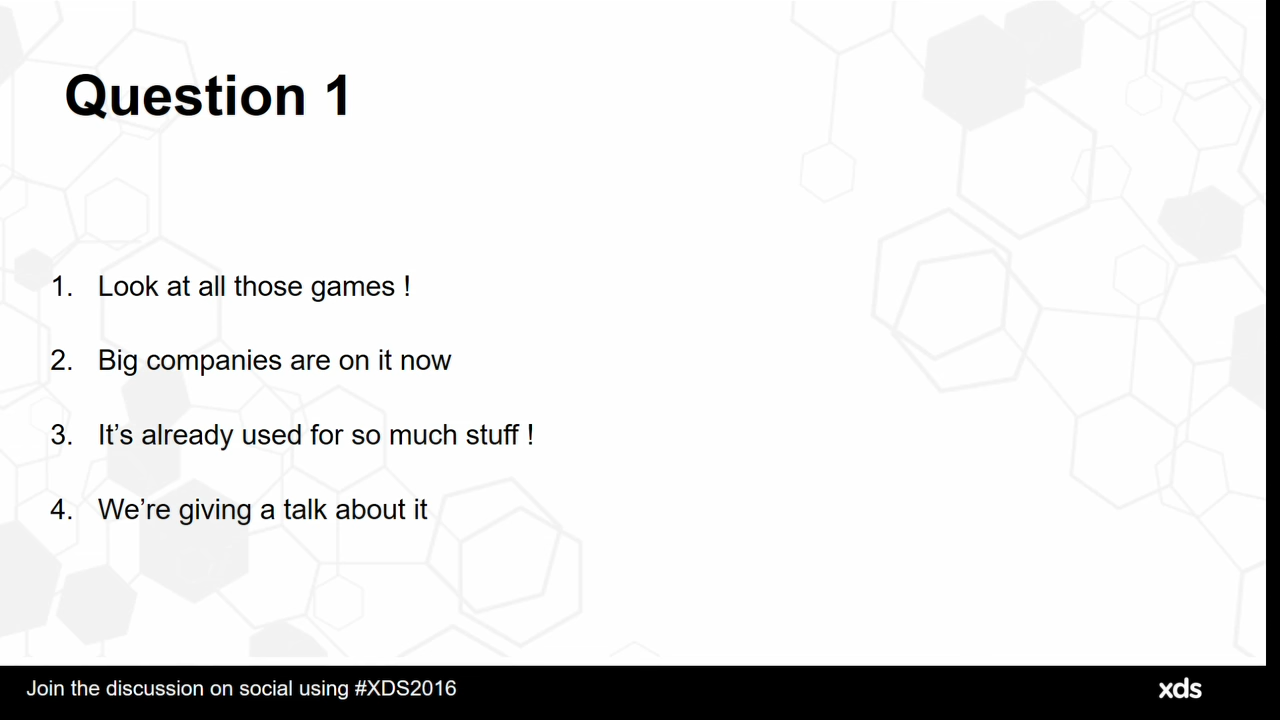 Question 1
1. Look at all those games !
2. Big companies are on it now
3. It’s already used for so much stuff !
4. We’re giving a talk about it
Join the discussion on social using #XDS2016
xds